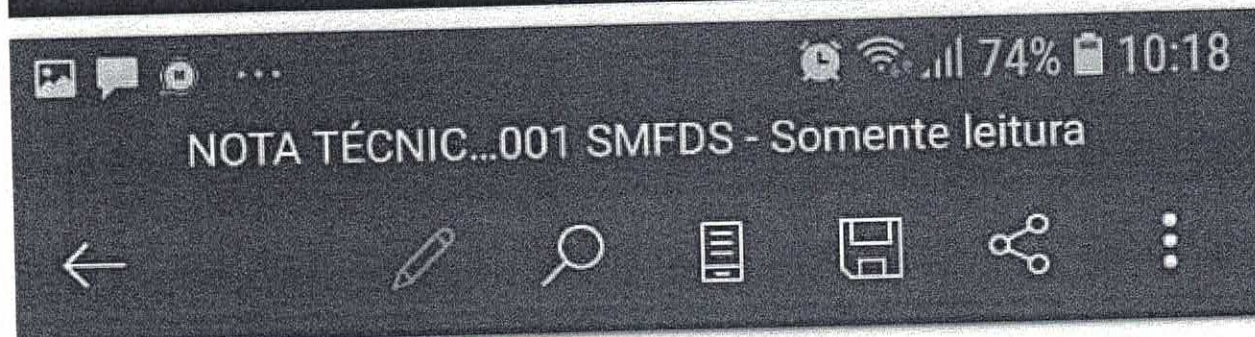 74% 10:18
NOTA TÉCNIC...001 SMFDS - Somente leitura